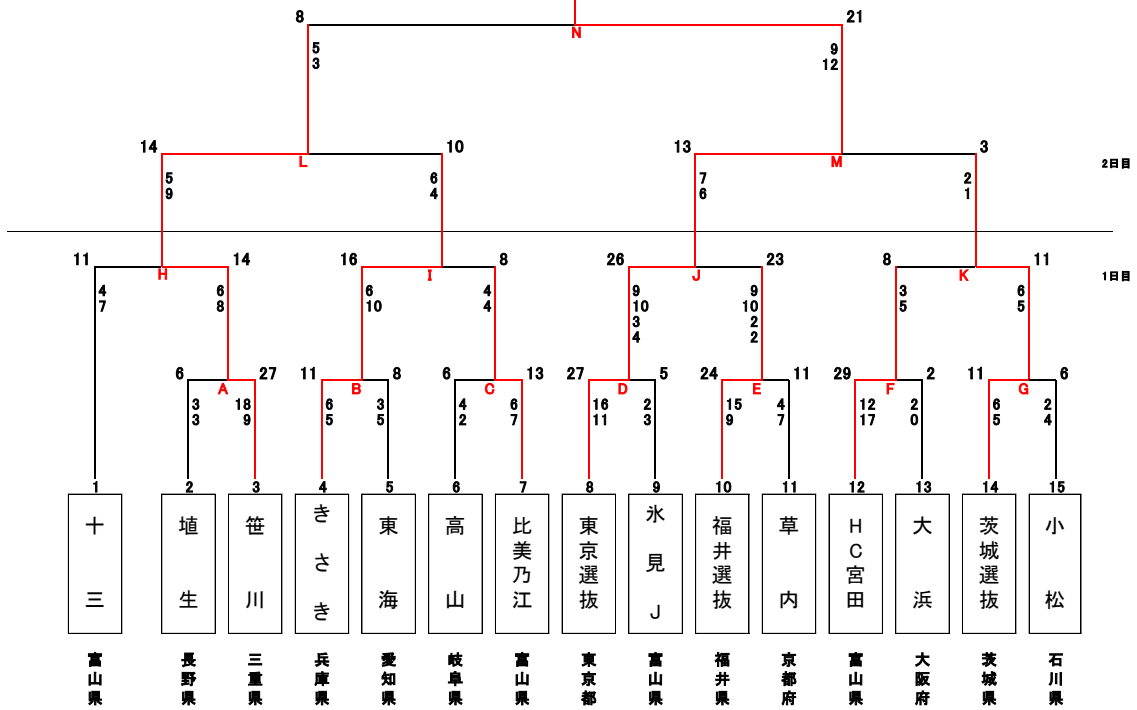 8 21
N
5 9
3 12
14 10 13 3
L M 2日目
5 6 7 2
9 4 6 1
11 14 16 8 26 23 8 11
H I J K 1日目
4 6 6 4 9 9 3 6
7 8 10 4 10 10 5 5
3 2
4 2
6 27 11 8 6 13 27 5 24 11 29 2 11 6
A B C D E F G
3 18 6 3 4 6 16 2 15 4 12 2 6 2
3 9 5 5 2 7 11 3 9 7 17 0 5 4
1 2 3 4 5 6 7 8 9 10 11 12 13 14 15
十三 埴生 笹川 きさき 東海 高山 比美乃江 東京選抜 氷見J 福井選抜 草内 HC宮田 大浜 茨城選抜 小松
富山県 長野県 三重県 兵庫県 愛知県 岐阜県 富山県 東京都 富山県 福井県 京都府 富山県 大阪府 茨城県 石川県